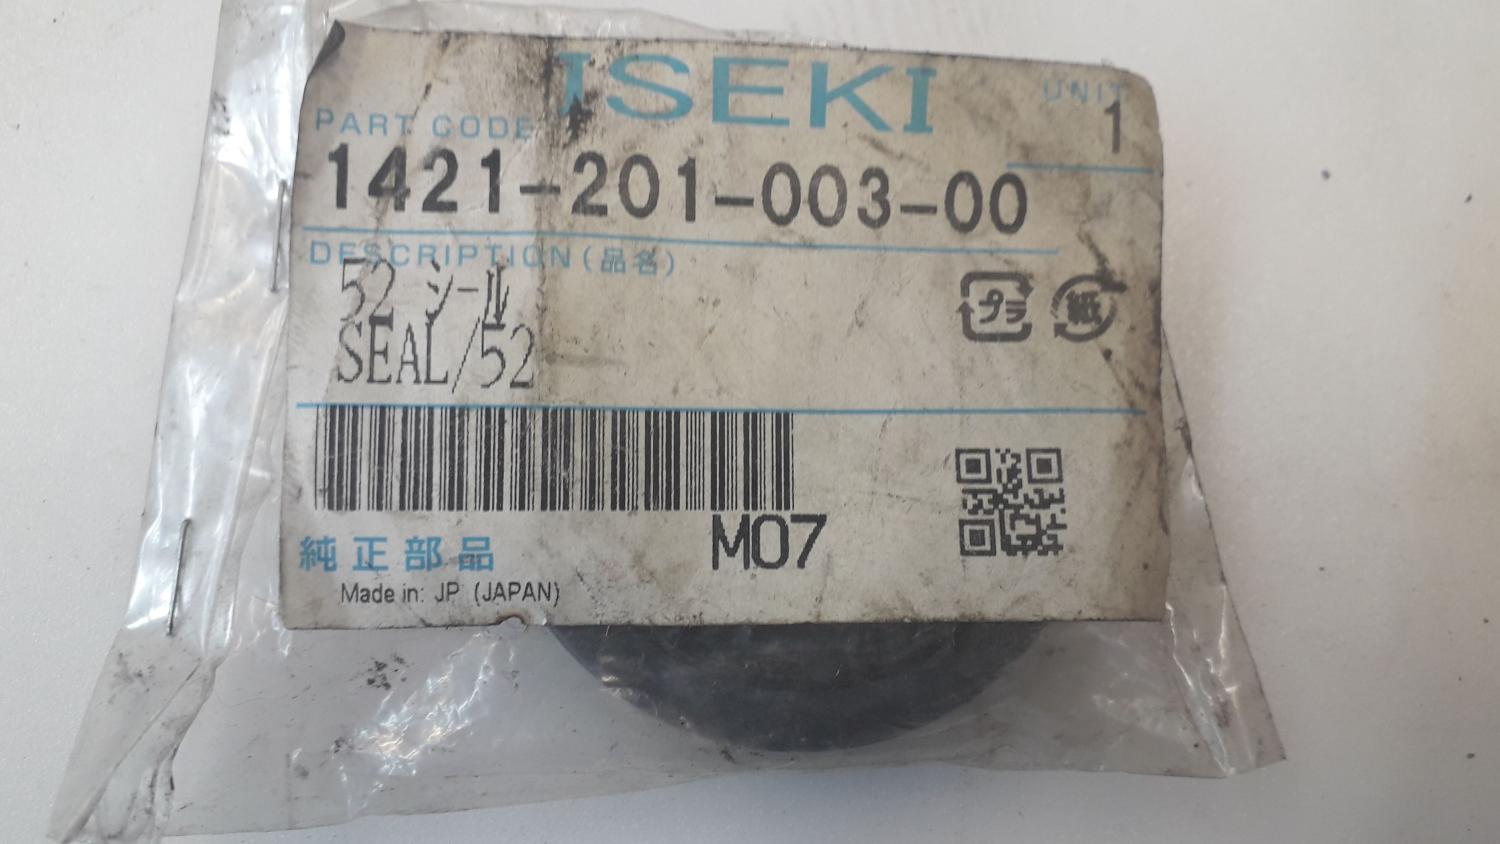 ISEKI
UNIT
1
PART CODE
1421-201-003-00
DESCRIPTION (品名)
52 シール
SEAL/52
プラ
紙
M07
純正部品
Made in: JP (JAPAN)